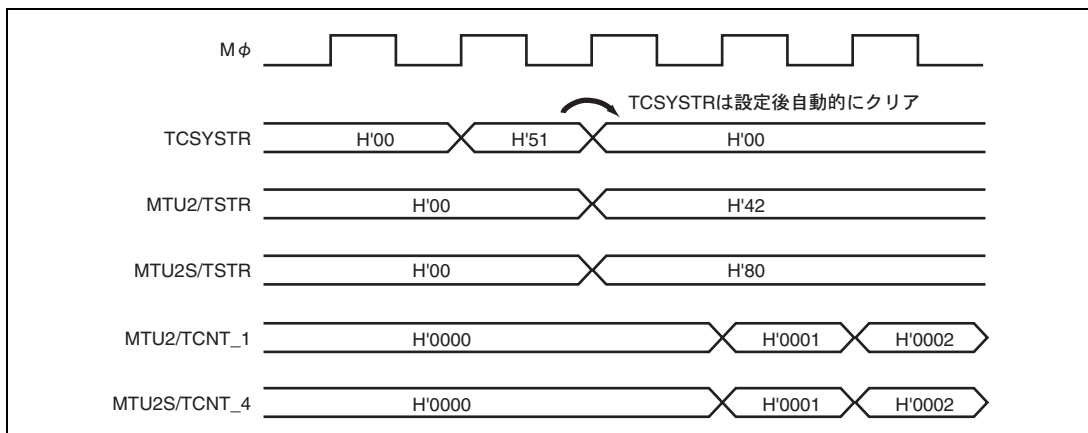 Mφ
TCSYSTRは設定後自動的にクリア
TCSYSTR H'00 H'51 H'00
MTU2/TSTR H'00 H'42
MTU2S/TSTR H'00 H'80
MTU2/TCNT_1 H'0000 H'0001 H'0002
MTU2S/TCNT_4 H'0000 H'0001 H'0002